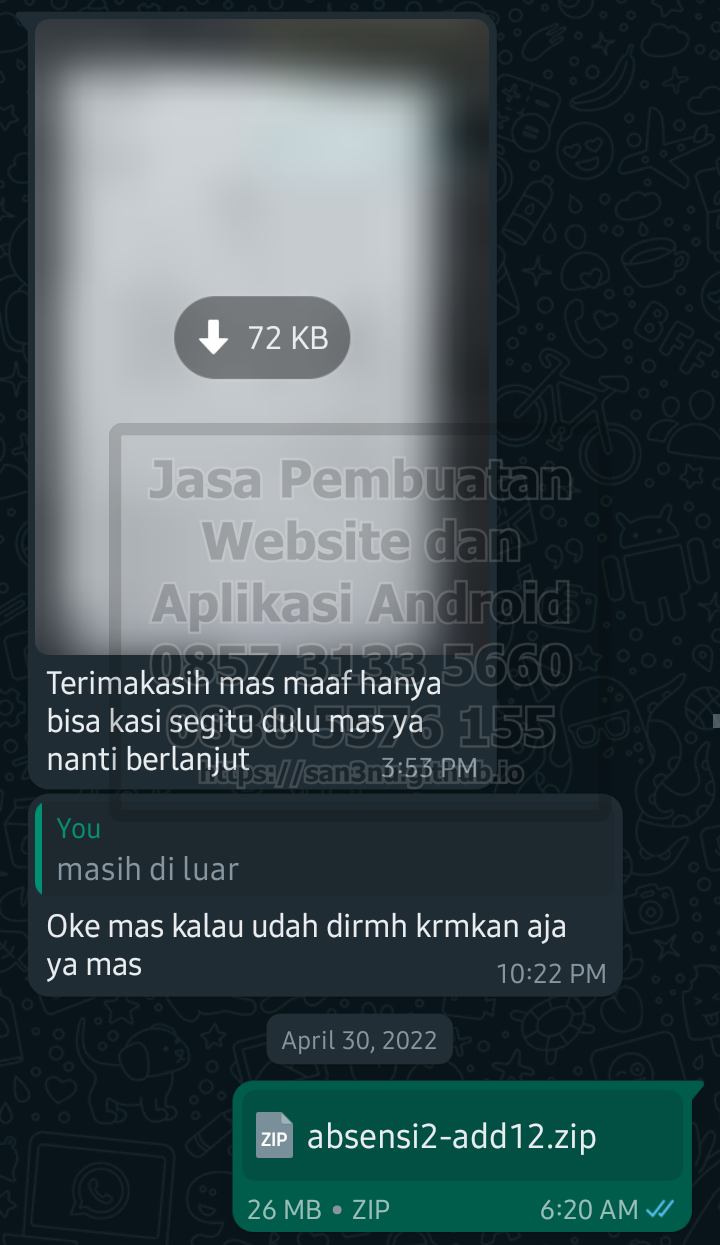 72 KB
Jasa Pembuatan
Website dan
Aplikasi Android
0857 3133 5660
0838 5576 155
https://san3nd.github.io
Terimakasih mas maaf hanya
bisa kasi segitu dulu mas ya
nanti berlanjut
3:53 PM
You
masih di luar
Oke mas kalau udah dirmh krmkan aja
ya mas
10:22 PM
April 30, 2022
ZIP absensi2-add12.zip
26 MB • ZIP 6:20 AM